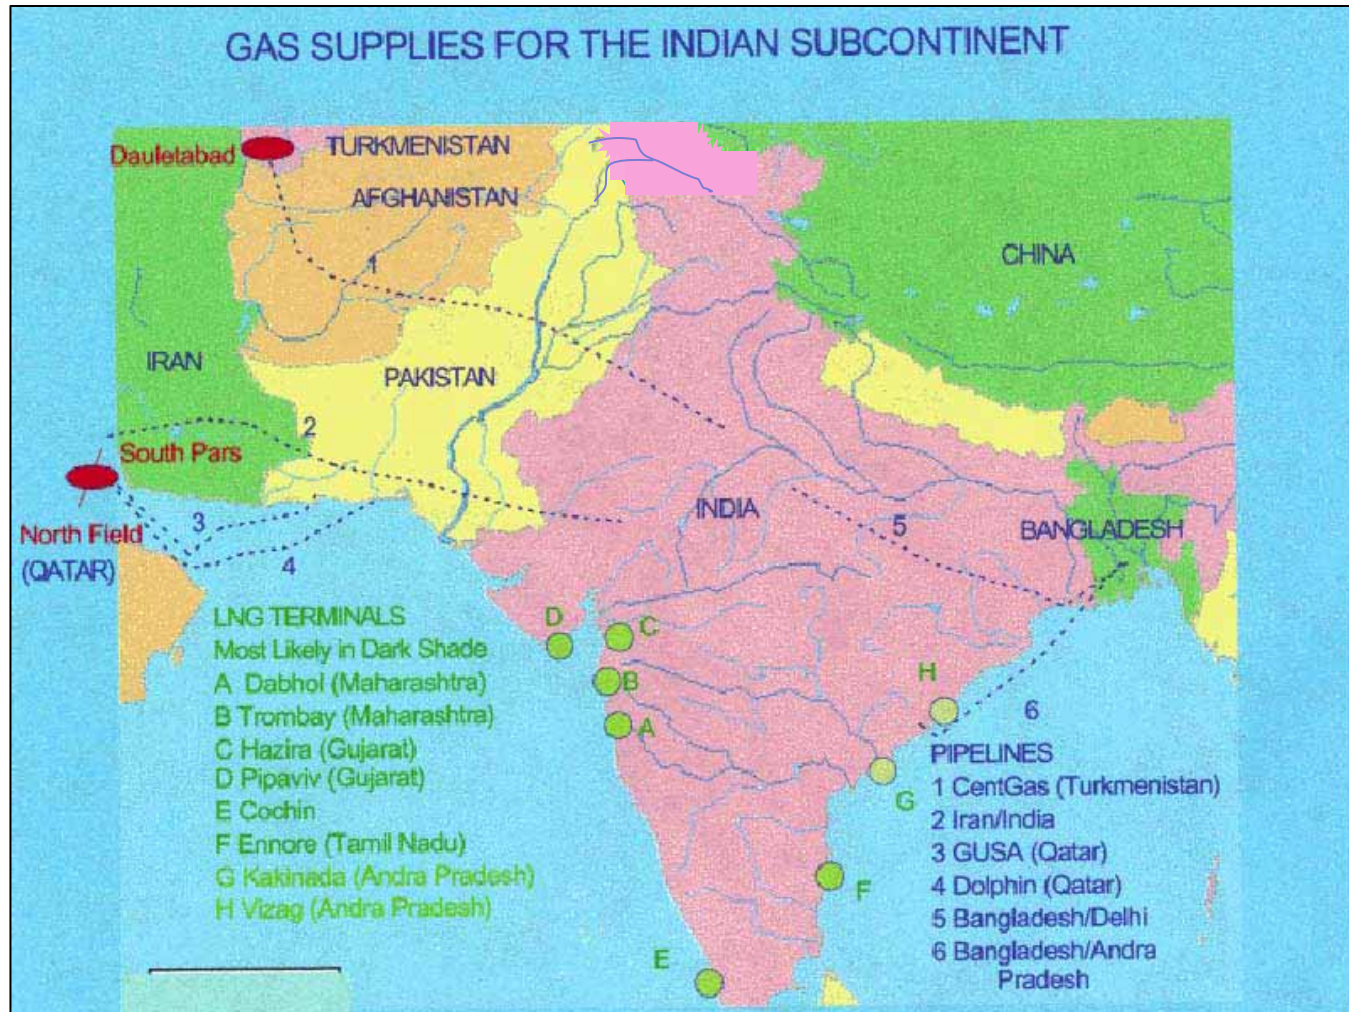 GAS SUPPLIES FOR THE INDIAN SUBCONTINENT
Dauletabad
TURKMENISTAN
AFGHANISTAN
1
CHINA
IRAN
PAKISTAN
2
South Pars
North Field
(QATAR)
3
4
INDIA
5
BANGLADESH
LNG TERMINALS
Most Likely in Dark Shade
A Dabhol (Maharashtra)
B Trombay (Maharashtra)
C Hazira (Gujarat)
D Pipaviv (Gujarat)
E Cochin
F Ennore (Tamil Nadu)
G Kakinada (Andra Pradesh)
H Vizag (Andra Pradesh)
D
C
B
A
H
G
F
E
6
PIPELINES
1 CentGas (Turkmenistan)
2 Iran/India
3 GUSA (Qatar)
4 Dolphin (Qatar)
5 Bangladesh/Delhi
6 Bangladesh/Andra
Pradesh